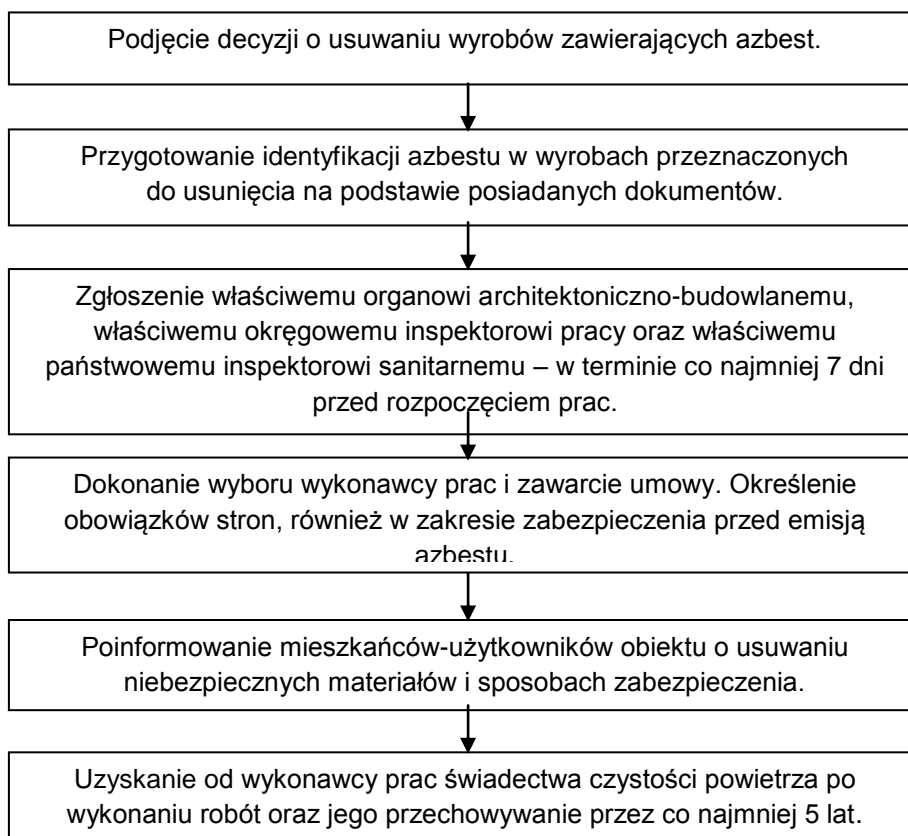 Podjęcie decyzji o usuwaniu wyrobów zawierających azbest.
Przygotowanie identyfikacji azbestu w wyrobach przeznaczonych
do usunięcia na podstawie posiadanych dokumentów.
Zgłoszenie właściwemu organowi architektoniczno-budowlanemu,
właściwemu okręgowemu inspektorowi pracy oraz właściwemu
państwowemu inspektorowi sanitarnemu – w terminie co najmniej 7 dni
przed rozpoczęciem prac.
Dokonanie wyboru wykonawcy prac i zawarcie umowy. Określenie
obowiązków stron, również w zakresie zabezpieczenia przed emisją
azbestu.
Poinformowanie mieszkańców-użytkowników obiektu o usuwaniu
niebezpiecznych materiałów i sposobach zabezpieczenia.
Uzyskanie od wykonawcy prac świadectwa czystości powietrza po
wykonaniu robót oraz jego przechowywanie przez co najmniej 5 lat.